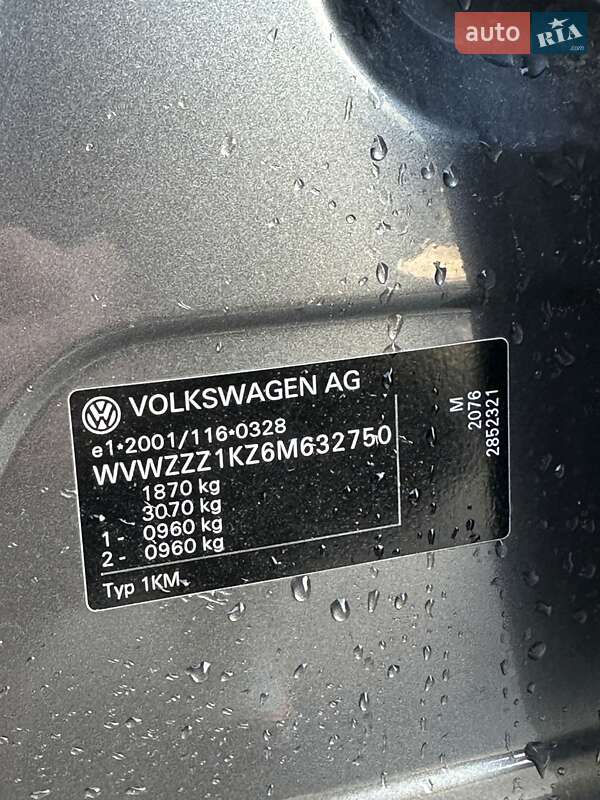 auto RIA
.com
VOLKSWAGEN AG
e1*2001/116*0328
WVWZZZ1KZ6M632750
1870 kg
3070 kg
1 - 0960 kg
2 - 0960 kg
Typ 1KM
M
2076
2852321